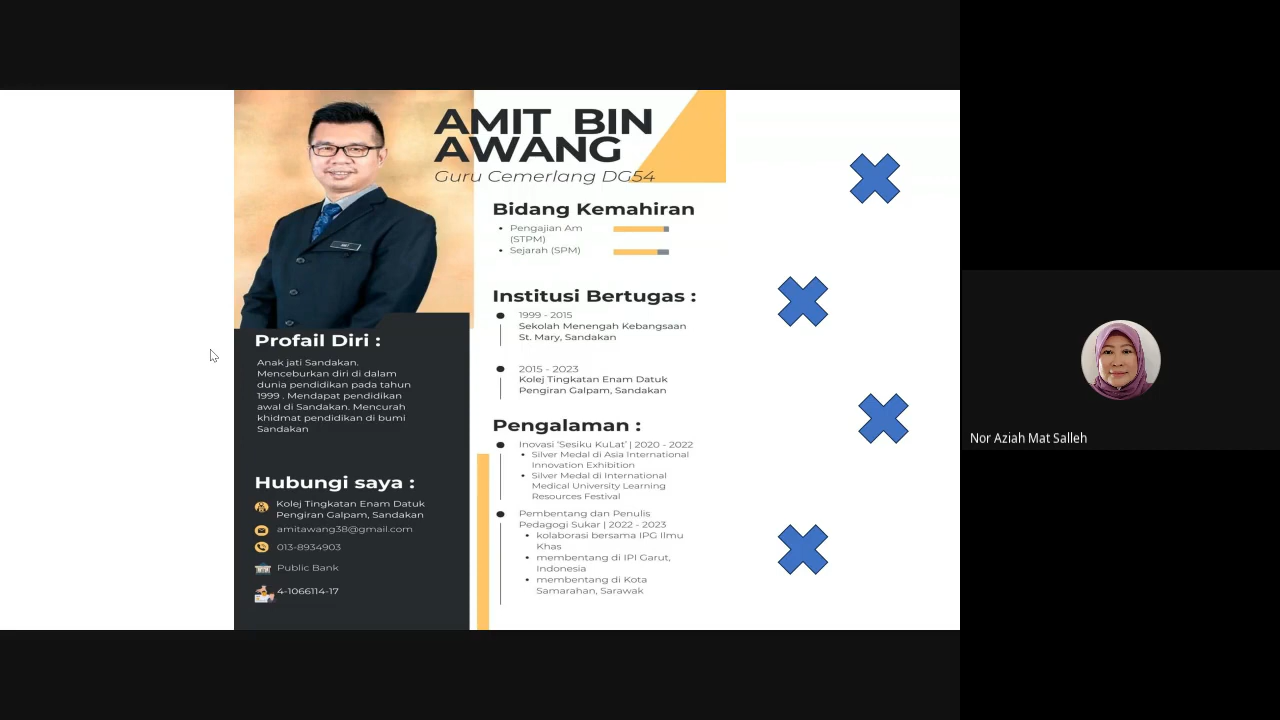 AMIT BIN
AWANG
Guru Cemerlang DG54
Bidang Kemahiran
• Pengajian Am
(STPM)
• Sejarah (SPM)
Institusi Bertugas :
1999 - 2015
Sekolah Menengah Kebangsaan
St. Mary, Sandakan
2015 - 2023
Kolej Tingkatan Enam Datuk
Pengiran Galpam, Sandakan
Pengalaman :
Inovasi 'Sesiku KuLat' | 2020 - 2022
• Silver Medal di Asia International
Innovation Exhibition
• Silver Medal di International
Medical University Learning
Resources Festival
Pembentang dan Penulis
Pedagogi Sukar | 2022 - 2023
• kolaborasi bersama IPG Ilmu
Khas
• membentang di IPI Garut,
Indonesia
• membentang di Kota
Samarahan, Sarawak
Profail Diri :
Anak jati Sandakan.
Menceburkan diri di dalam
dunia pendidikan pada tahun
1999 . Mendapat pendidikan
awal di Sandakan. Mencurah
khidmat pendidikan di bumi
Sandakan
Hubungi saya :
Kolej Tingkatan Enam Datuk
Pengiran Galpam, Sandakan
amitawang38@gmail.com
013-8934903
Public Bank
4-1066114-17
Nor Aziah Mat Salleh